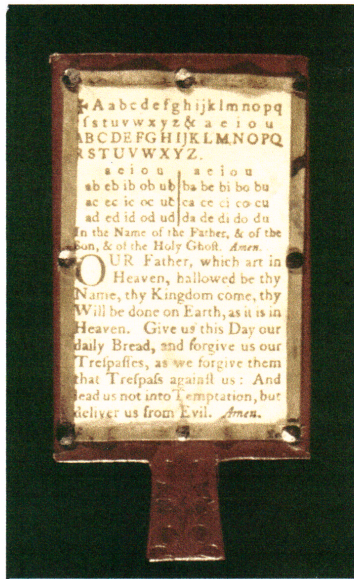 ✠ A a b c d e f g h i j k l m n o p q
r ſ s t u v w x y z & a e i o u
A B C D E F G H I J K L M N O P Q
R S T U V W X Y Z.
a e i o u | a e i o u
ab eb ib ob ub | ba be bi bo bu
ac ec ic oc uc | ca ce ci co cu
ad ed id od ud | da de di do du
In the Name of the Father, & of the
Son, & of the Holy Ghoſt. Amen.
OUR Father, which art in
Heaven, hallowed be thy
Name, thy Kingdom come, thy
Will be done on Earth, as it is in
Heaven. Give us this Day our
daily Bread, and forgive us our
Treſpaſſes, as we forgive them
that Treſpaſs againſt us: And
lead us not into Temptation, but
deliver us from Evil. Amen.